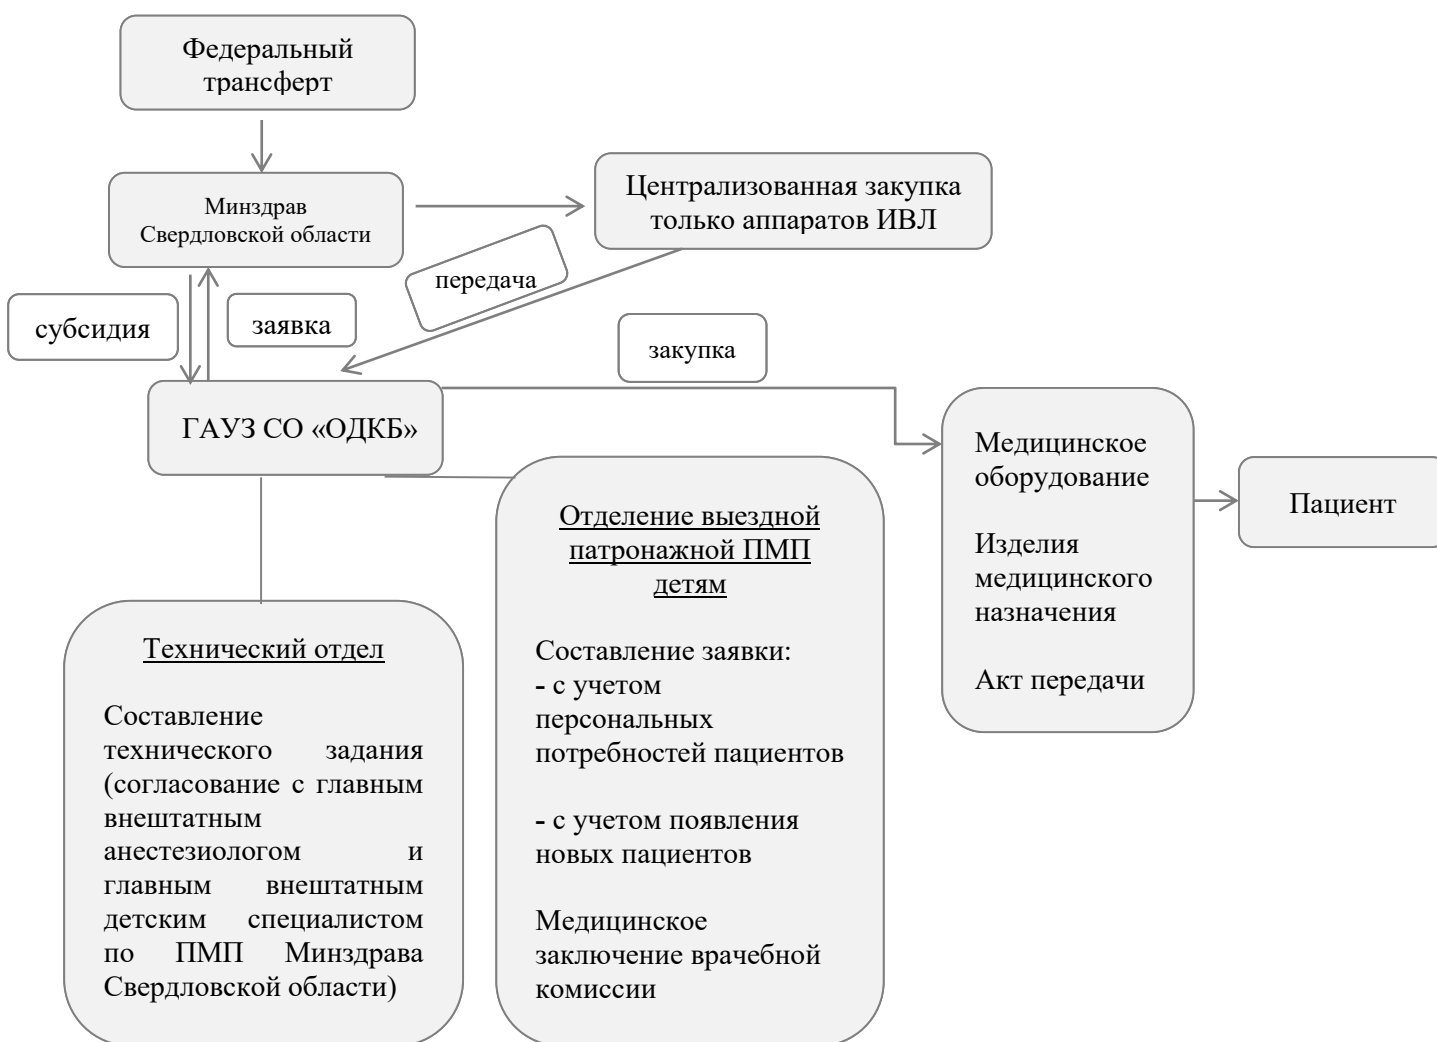 Федеральный
трансферт
Минздрав
Свердловской области
Централизованная закупка
только аппаратов ИВЛ
передача
субсидия
заявка
закупка
ГАУЗ СО «ОДКБ»
Медицинское
оборудование
Изделия
медицинского
назначения
Акт передачи
Пациент
Отделение выездной
патронажной ПМП
детям
Составление заявки:
- с учетом
персональных
потребностей пациентов
- с учетом появления
новых пациентов
Медицинское
заключение врачебной
комиссии
Технический отдел
Составление
технического задания
(согласование с главным
внештатным
анестезиологом и
главным внештатным
детским специалистом
по ПМП Минздрава
Свердловской области)